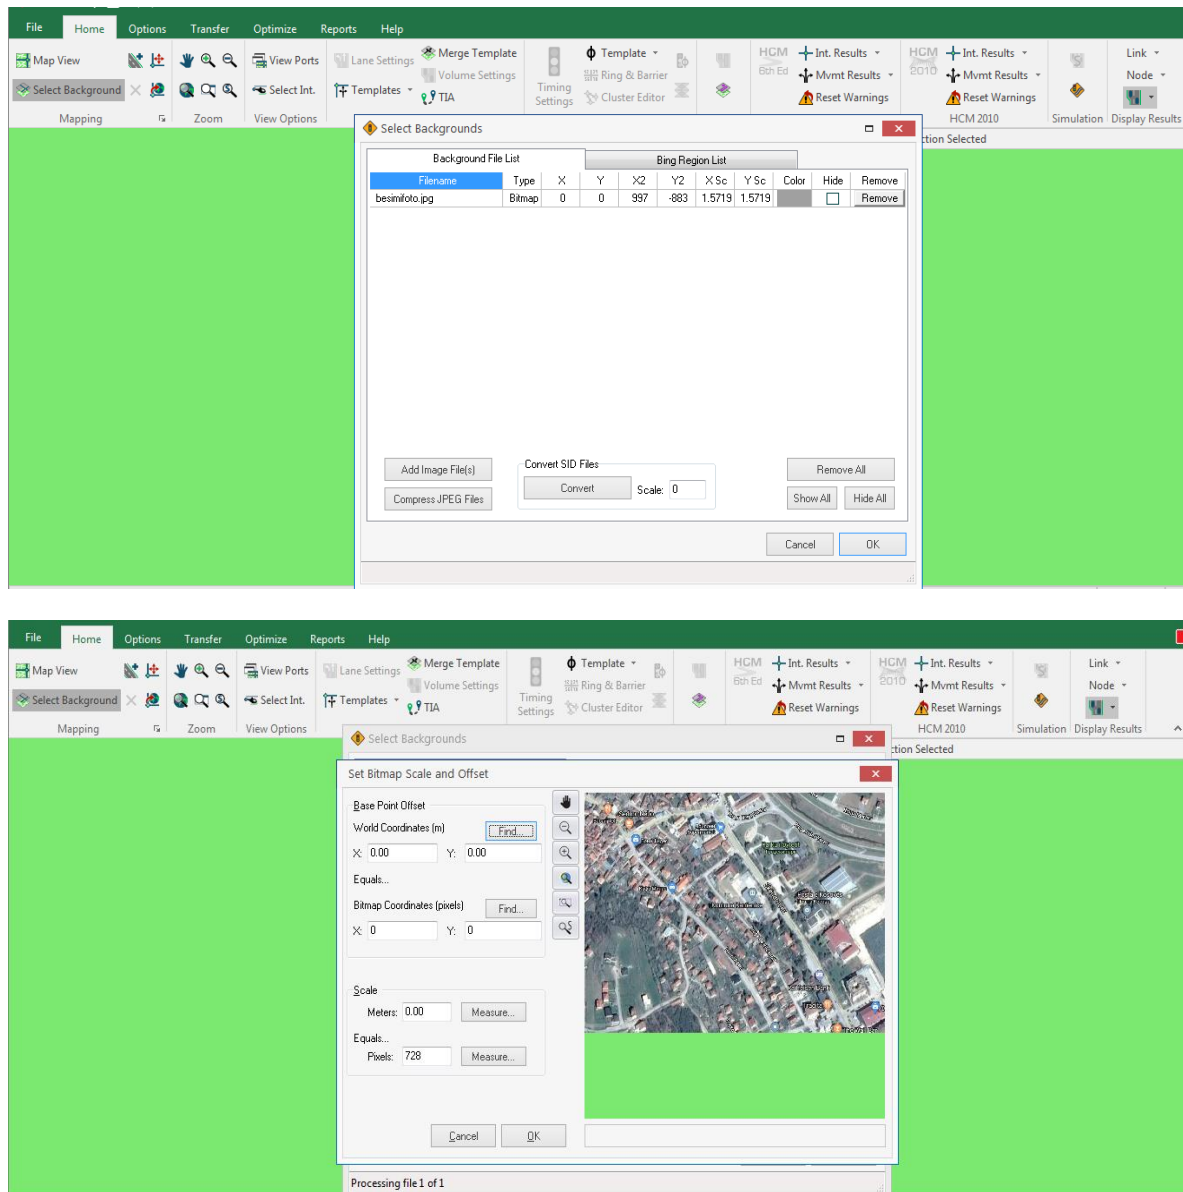 File Home Options Transfer Optimize Reports Help
Map View View Ports Lane Settings Merge Template Template HCM 6th Ed Int. Results HCM 2010 Int. Results Link
Volume Settings Ring & Barrier Mvmt Results Mvmt Results Node
Select Background Select Int. Templates TIA Timing Settings Cluster Editor Reset Warnings Reset Warnings
Mapping Zoom View Options HCM 2010 Simulation Display Results
Select Backgrounds
ction Selected
Background File List Bing Region List
Filename Type X Y X2 Y2 X Sc Y Sc Color Hide Remove
besimifoto.jpg Bitmap 0 0 997 -883 1.5719 1.5719 Remove
Add Image File(s) Convert SID Files Remove All
Compress JPEG Files Convert Scale: 0 Show All Hide All
Cancel OK
File Home Options Transfer Optimize Reports Help
Map View View Ports Lane Settings Merge Template Template HCM 6th Ed Int. Results HCM 2010 Int. Results Link
Volume Settings Ring & Barrier Mvmt Results Mvmt Results Node
Select Background Select Int. Templates TIA Timing Settings Cluster Editor Reset Warnings Reset Warnings
Mapping Zoom View Options HCM 2010 Simulation Display Results
Select Backgrounds
ction Selected
Set Bitmap Scale and Offset
Base Point Offset
World Coordinates (m) Find...
X: 0.00 Y: 0.00
Equals...
Bitmap Coordinates (pixels) Find...
X: 0 Y: 0
Scale
Meters: 0.00 Measure...
Equals...
Pixels: 728 Measure...
Cancel OK
Processing file 1 of 1